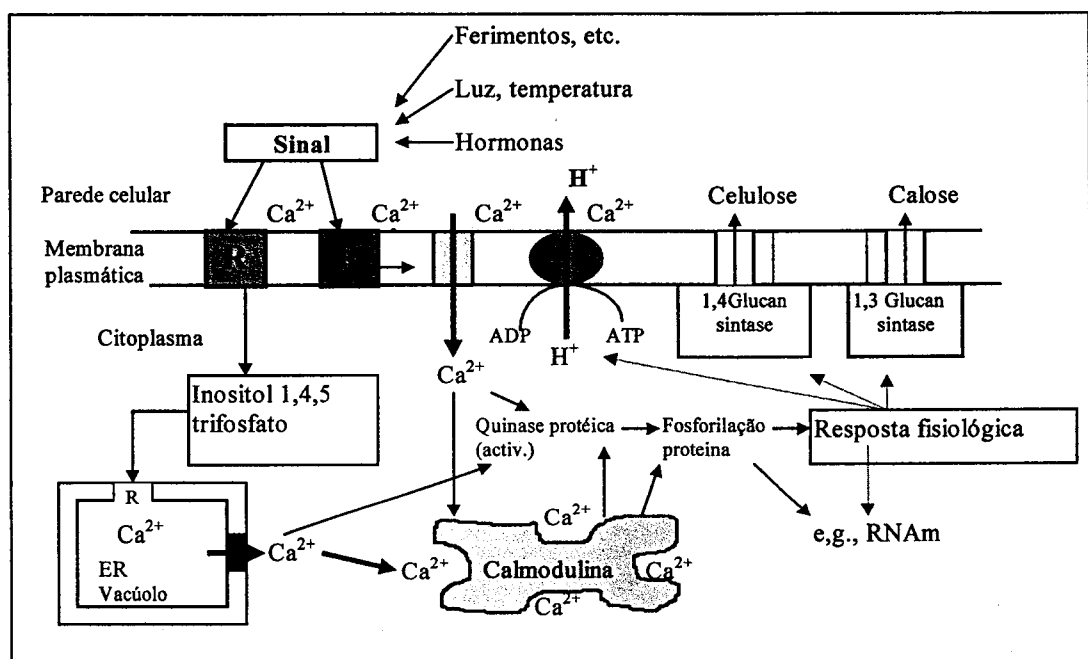 Ferimentos, etc.
Luz, temperatura
Sinal
Hormonas
H+
Parede celular
Ca2+
Ca2+
Ca2+
Ca2+
Celulose
Calose
Membrana
plasmática
R
1,4Glucan
sintase
1,3 Glucan
sintase
Citoplasma
ADP
ATP
H+
Ca2+
Inositol 1,4,5
trifosfato
Quinase protéica
(activ.)
Fosforilação
proteina
Resposta fisiológica
R
Ca2+
ER
Vacúolo
Ca2+
Ca2+
Ca2+
Calmodulina
Ca2+
Ca2+
e,g., RNAm